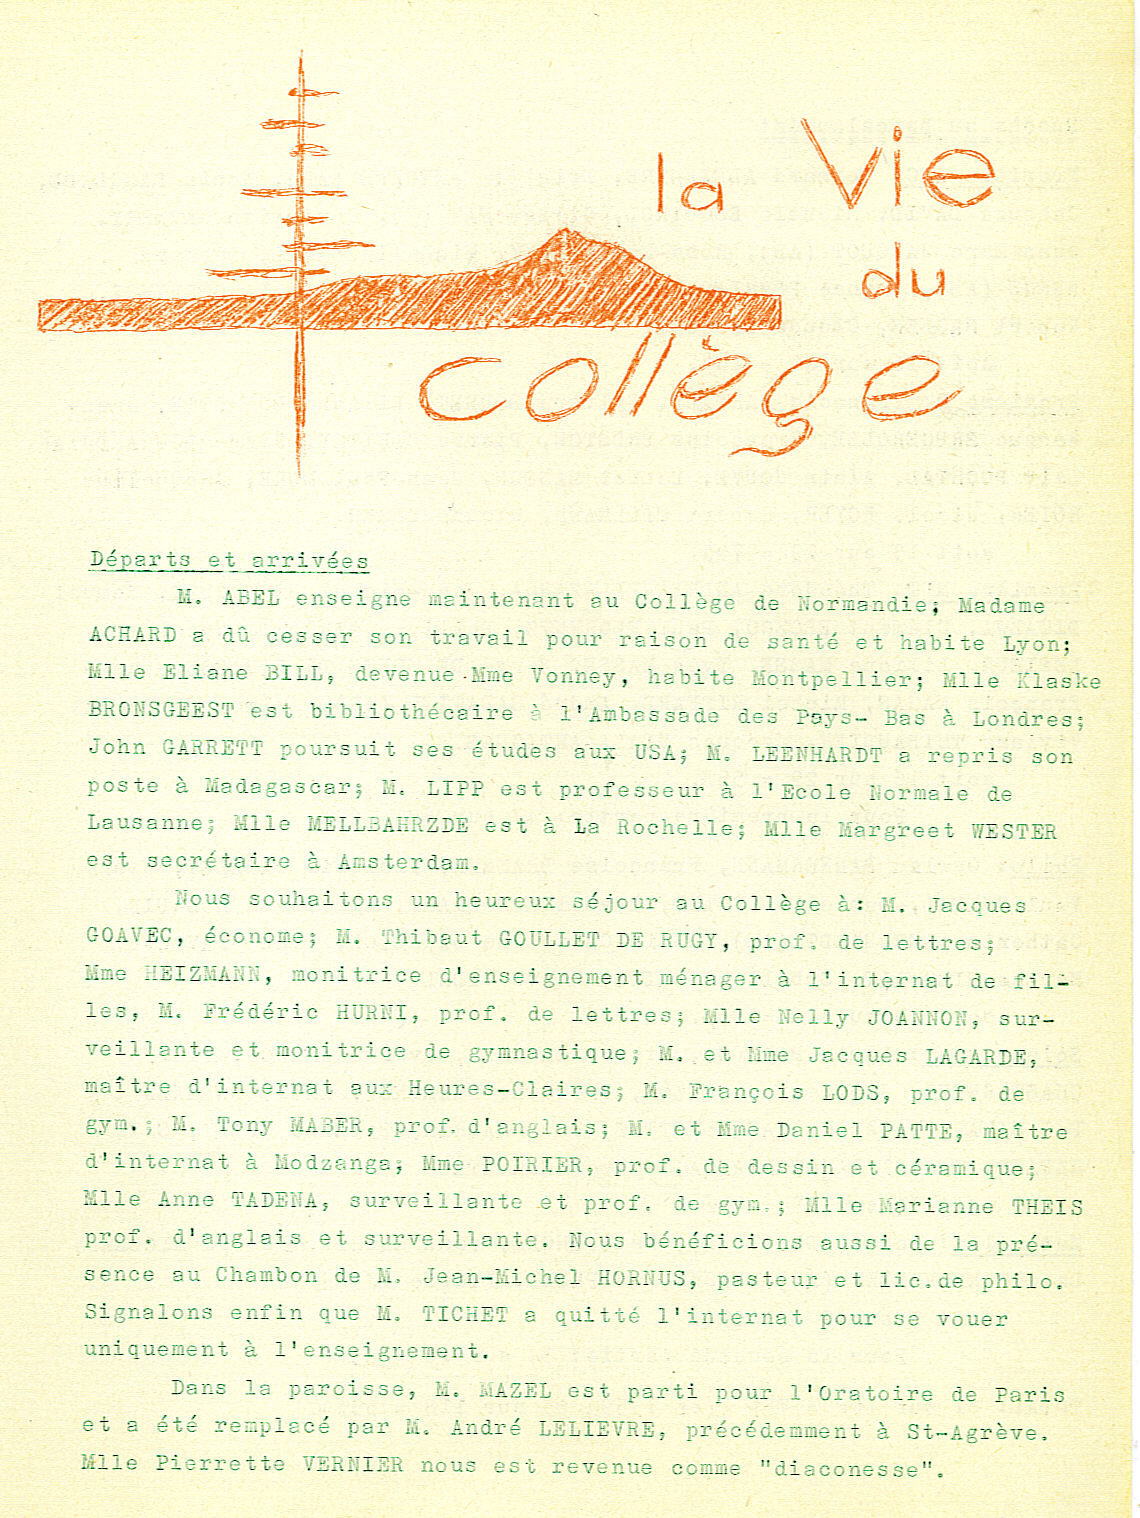 la Vie
du
collège
Départs et arrivées
M. ABEL enseigne maintenant au Collège de Normandie; Madame
ACHARD a dû cesser son travail pour raison de santé et habite Lyon;
Mlle Eliane BILL, devenue Mme Vonney, habite Montpellier; Mlle Klaske
BRONSGEEST est bibliothécaire à l'Ambassade des Pays- Bas à Londres;
John GARRETT poursuit ses études aux USA; M. LEENHARDT a repris son
poste à Madagascar; M. LIPP est professeur à l'Ecole Normale de
Lausanne; Mlle MELLBAHRZDE est à La Rochelle; Mlle Margreet WESTER
est secrétaire à Amsterdam.
Nous souhaitons un heureux séjour au Collège à: M. Jacques
GOAVEC, économe; M. Thibaut GOULLET DE RUGY, prof. de lettres;
Mme HEIZMANN, monitrice d'enseignement ménager à l'internat de fil-
les, M. Frédéric HURNI, prof. de lettres; Mlle Nelly JOANNON, sur-
veillante et monitrice de gymnastique; M. et Mme Jacques LAGARDE,
maître d'internat aux Heures-Claires; M. François LODS, prof. de
gym.; M. Tony MABER, prof. d'anglais; M. et Mme Daniel PATTE, maître
d'internat à Modzanga; Mme POIRIER, prof. de dessin et céramique;
Mlle Anne TADENA, surveillante et prof. de gym.; Mlle Marianne THEIS
prof. d'anglais et surveillante. Nous bénéficions aussi de la pré-
sence au Chambon de M. Jean-Michel HORNUS, pasteur et lic.de philo.
Signalons enfin que M. TICHET a quitté l'internat pour se vouer
uniquement à l'enseignement.
Dans la paroisse, M. MAZEL est parti pour l'Oratoire de Paris
et a été remplacé par M. André LELIEVRE, précédemment à St-Agrève.
Mlle Pierrette VERNIER nous est revenue comme "diaconesse".